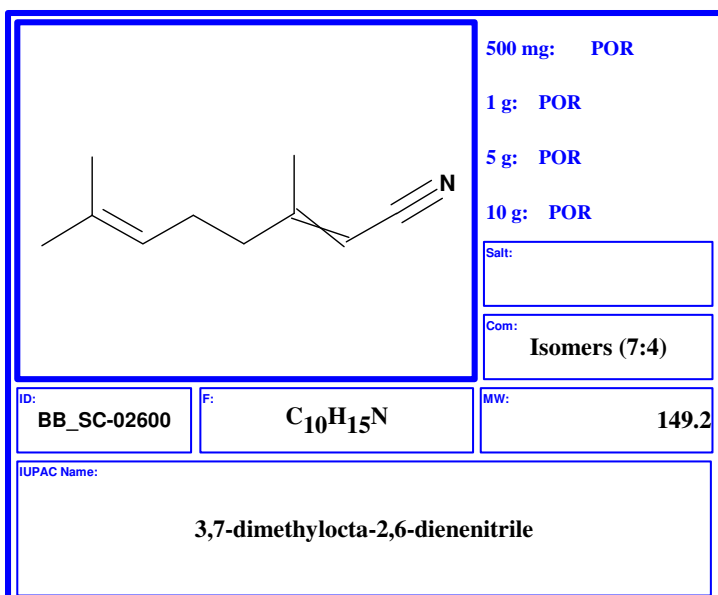 500 mg: POR
1 g: POR
5 g: POR
10 g: POR
N
Salt:
Com:
Isomers (7:4)
ID:
BB_SC-02600
F:
C10H15N
MW:
149.2
IUPAC Name:
3,7-dimethylocta-2,6-dienenitrile